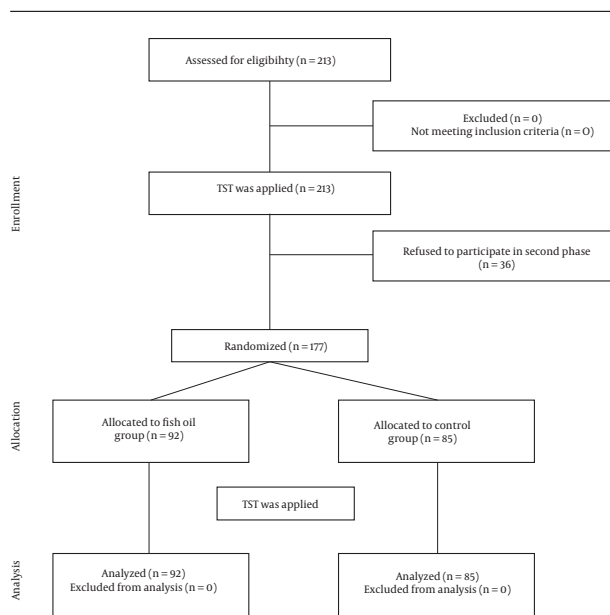 Assessed for eligibihty (n = 213)
Excluded (n = 0)
Not meeting inclusion criteria (n = O)
Enrollment
TST was applied (n = 213)
Refused to participate in second phase
(n = 36)
Randomized (n = 177)
Allocation
Allocated to fish oil
group (n = 92)
Allocated to control
group (n = 85)
TST was applied
Analysis
Analyzed (n = 92)
Excluded from analysis (n = 0)
Analyzed (n = 85)
Excluded from analysis (n = 0)